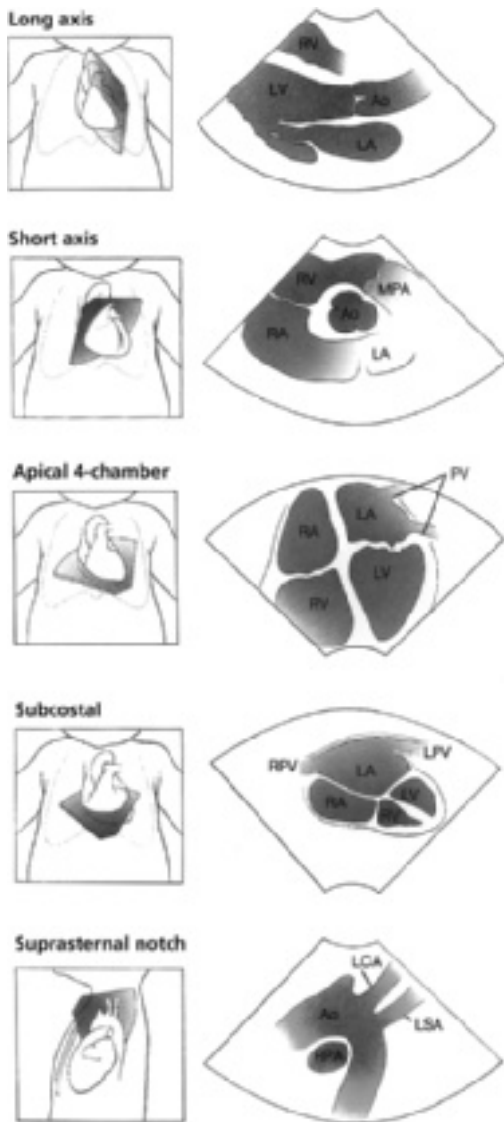 Long axis
RV
LV
Ao
LA
Short axis
RV
MPA
Ao
RA
LA
Apical 4-chamber
PV
LA
RA
LV
RV
Subcostal
LPV
RPV
LA
LV
RA
RV
Suprasternal notch
LCA
Ao
LSA
RPA